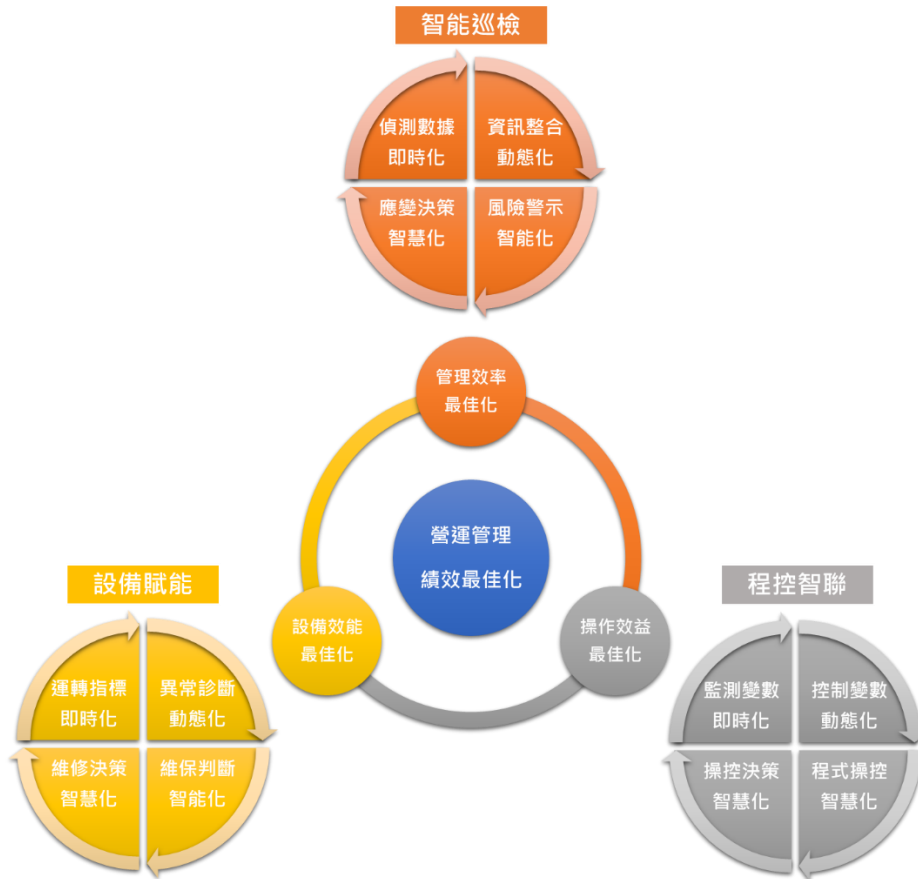 智能巡檢
偵測數據
即時化
資訊整合
動態化
應變決策
智慧化
風險警示
智能化
管理效率
最佳化
營運管理
績效最佳化
設備效能
最佳化
操作效益
最佳化
設備賦能
運轉指標
即時化
異常診斷
動態化
維修決策
智慧化
維保判斷
智能化
程控智聯
監測變數
即時化
控制變數
動態化
操控決策
智慧化
程式操控
智慧化